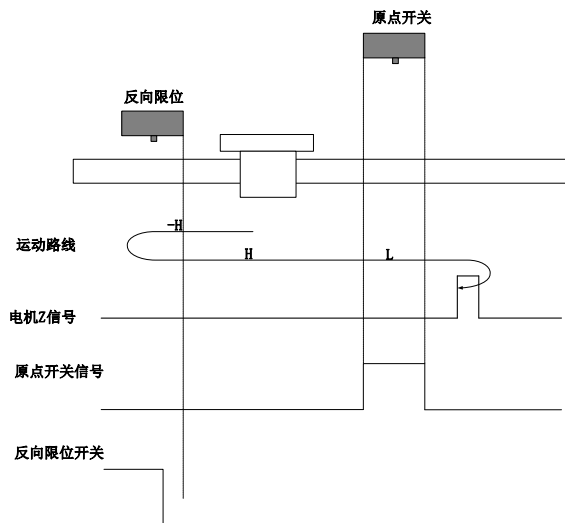 原点开关
反向限位
-H
运动路线
H
L
电机Z信号
原点开关信号
反向限位开关